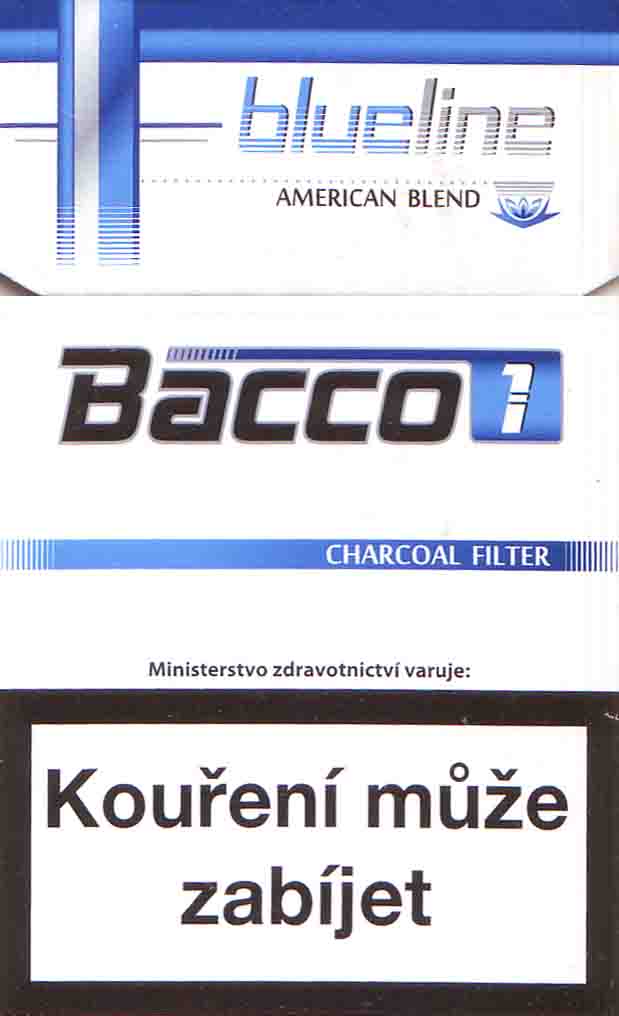 blueline
AMERICAN BLEND
Bacco 1
CHARCOAL FILTER
Ministerstvo zdravotnictví varuje:
Kouření může
zabíjet